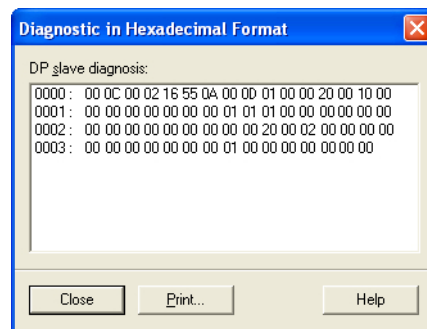 Diagnostic in Hexadecimal Format
DP slave diagnosis:
0000 : 00 0C 00 02 16 55 0A 00 0D 01 00 00 20 00 10 00
0001 : 00 00 00 00 00 00 00 01 01 01 00 00 00 00 00 00
0002 : 00 00 00 00 00 00 00 00 00 20 00 02 00 00 00 00
0003 : 00 00 00 00 00 00 00 01 00 00 00 00 00 00 00
Close
Print...
Help